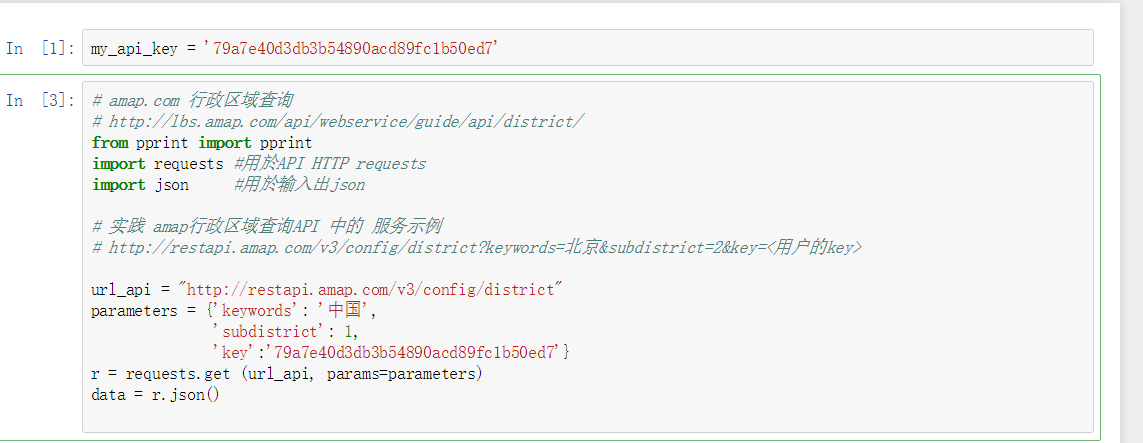 In [1]: my_api_key = '79a7e40d3db3b54890acd89fc1b50ed7'
In [3]: # amap.com 行政区域查询
# http://lbs.amap.com/api/webservice/guide/api/district/
from pprint import pprint
import requests #用於API HTTP requests
import json     #用於输入出json
# 实践 amap行政区域查询API 中的 服务示例
# http://restapi.amap.com/v3/config/district?keywords=北京&subdistrict=2&key=<用户的key>
url_api = "http://restapi.amap.com/v3/config/district"
parameters = {'keywords': '中国',
'subdistrict': 1,
'key':'79a7e40d3db3b54890acd89fc1b50ed7'}
r = requests.get (url_api, params=parameters)
data = r.json()